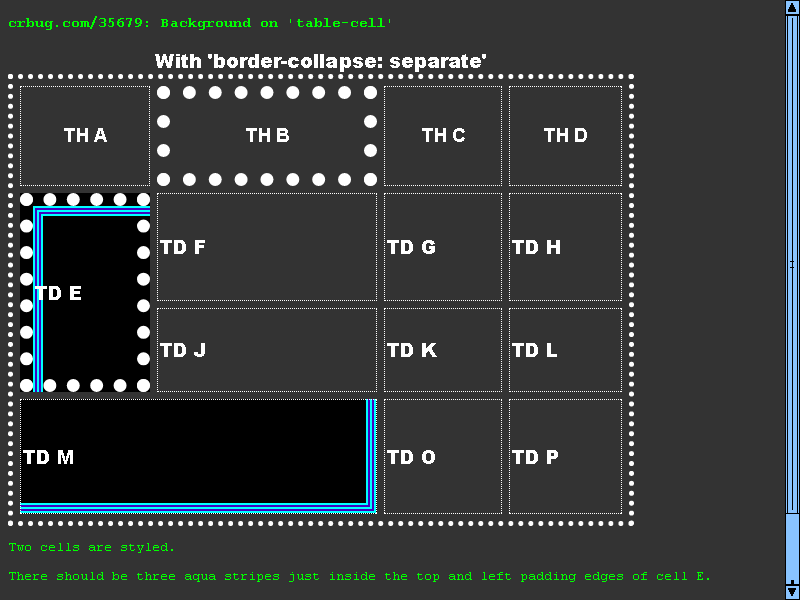 crbug.com/35679: Background on 'table-cell'
With 'border-collapse: separate'
TH A TH B TH C TH D
TD E
TD F TD G TD H
TD J TD K TD L
TD M TD O TD P
Two cells are styled.
There should be three aqua stripes just inside the top and left padding edges of cell E.